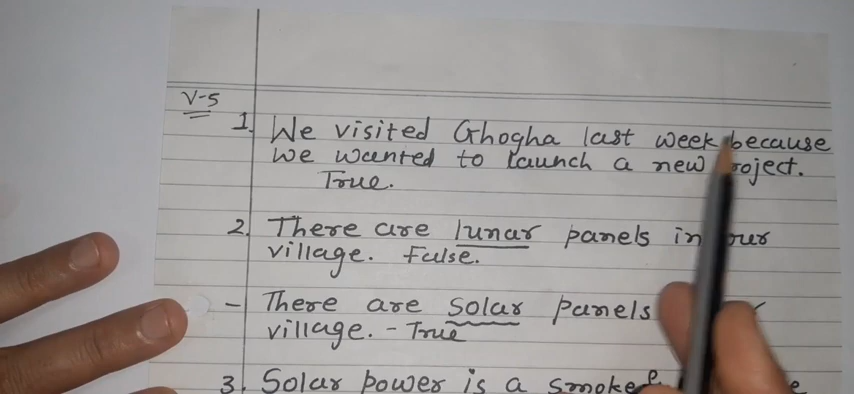 V-5
1. We visited Ghogha last week because
we wanted to launch a new
True.
2. There are lunar panels in
village. False.
- There are solar panels
village. - True
3. Solar power is a